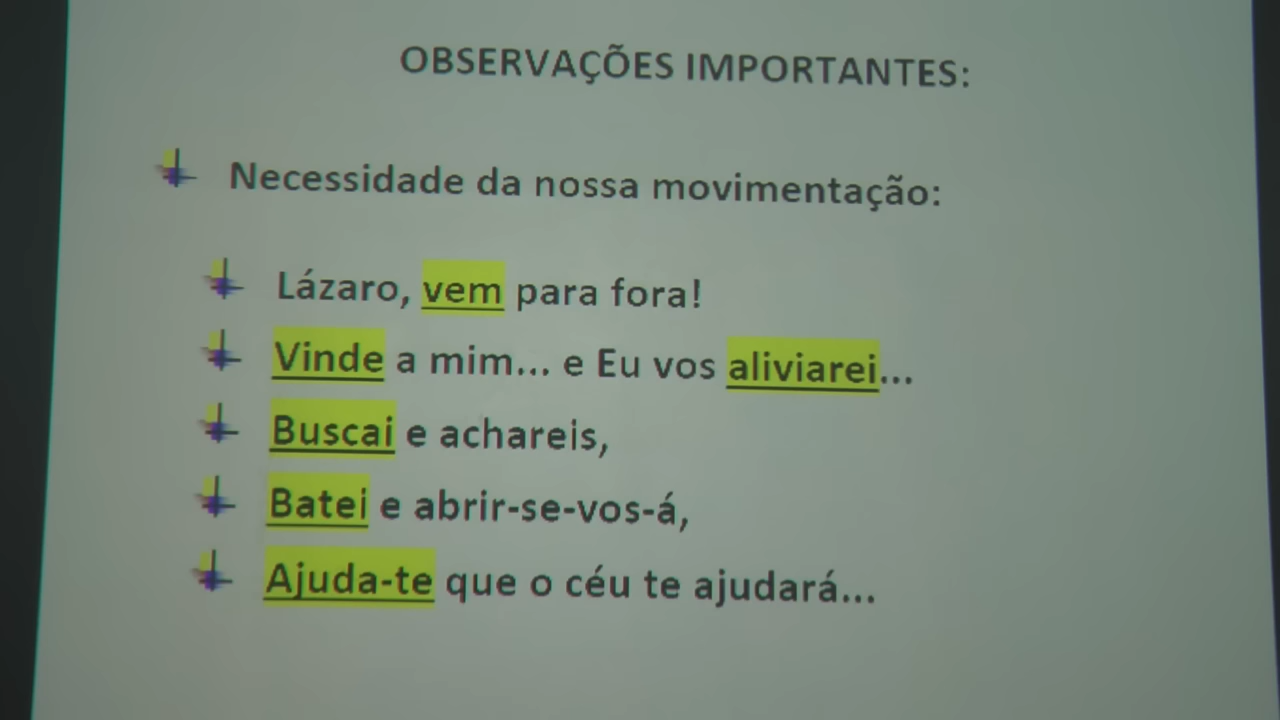 OBSERVAÇÕES IMPORTANTES:
Necessidade da nossa movimentação:
Lázaro, vem para fora!
Vinde a mim... e Eu vos aliviarei...
Buscai e achareis,
Batei e abrir-se-vos-á,
Ajuda-te que o céu te ajudará...